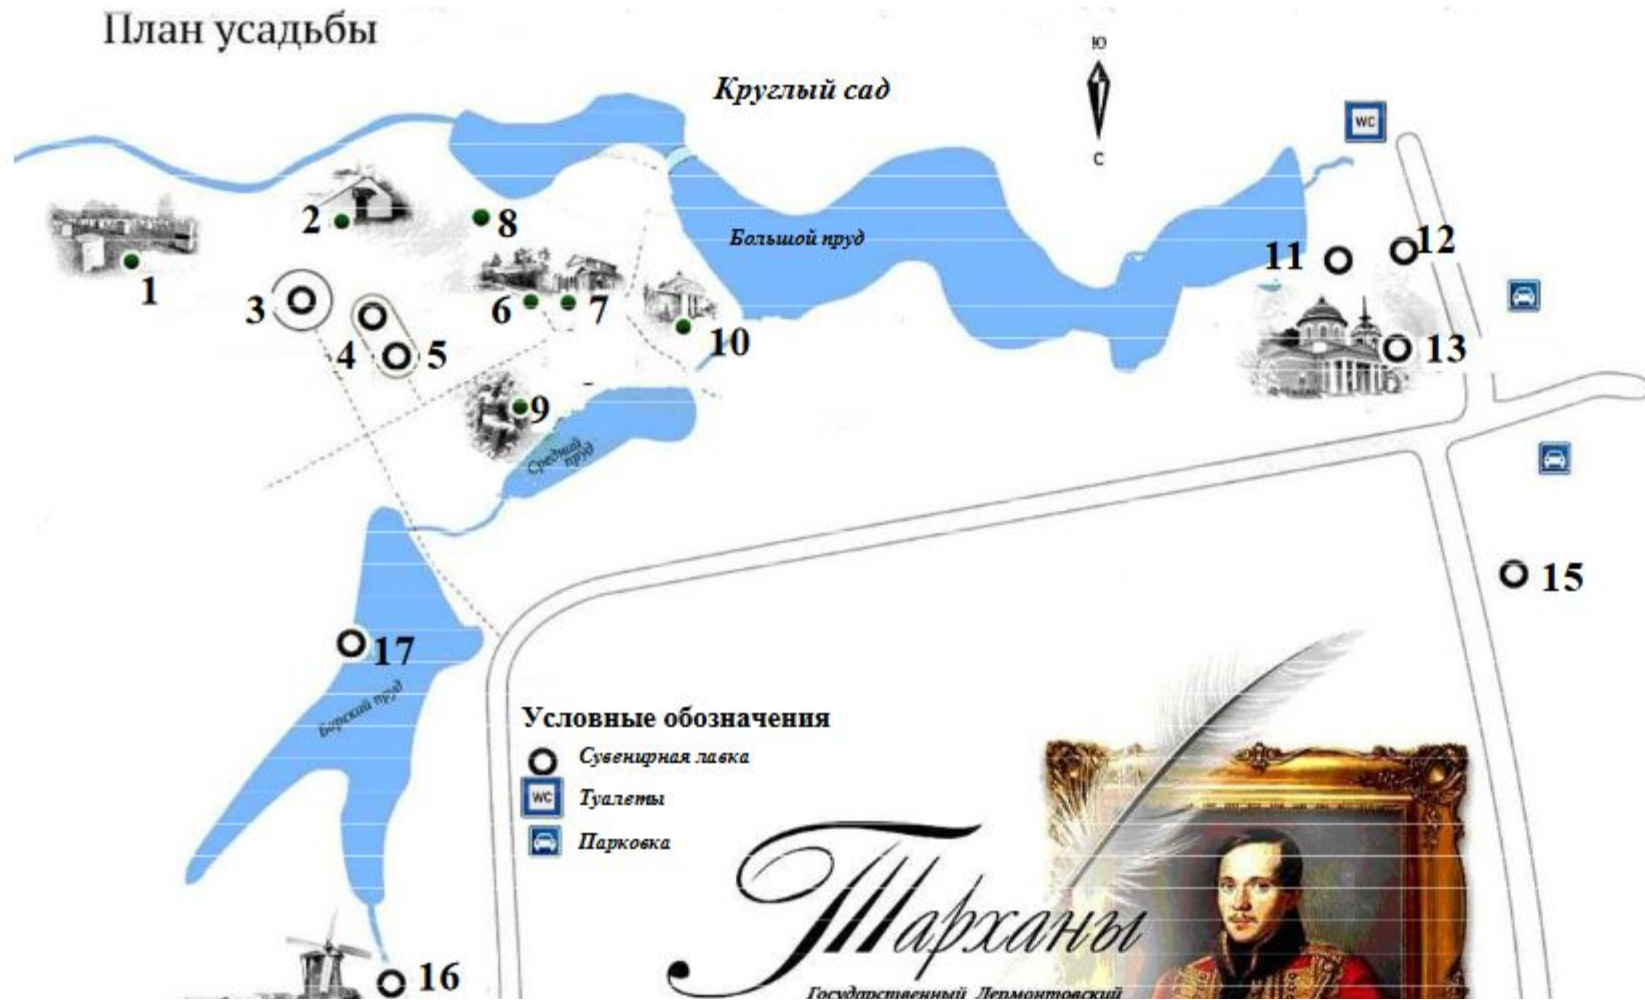 План усадьбы
Ю
Круглый сад
WC
С
2
8
Большой пруд
11
12
1
3
6
7
4
5
10
13
9
Средний
пруд
15
17
Барский пруд
Условные обозначения
Сувенирная лавка
WC
Туалеты
Парковка
Тарханы
16
Государственный Лермонтовский